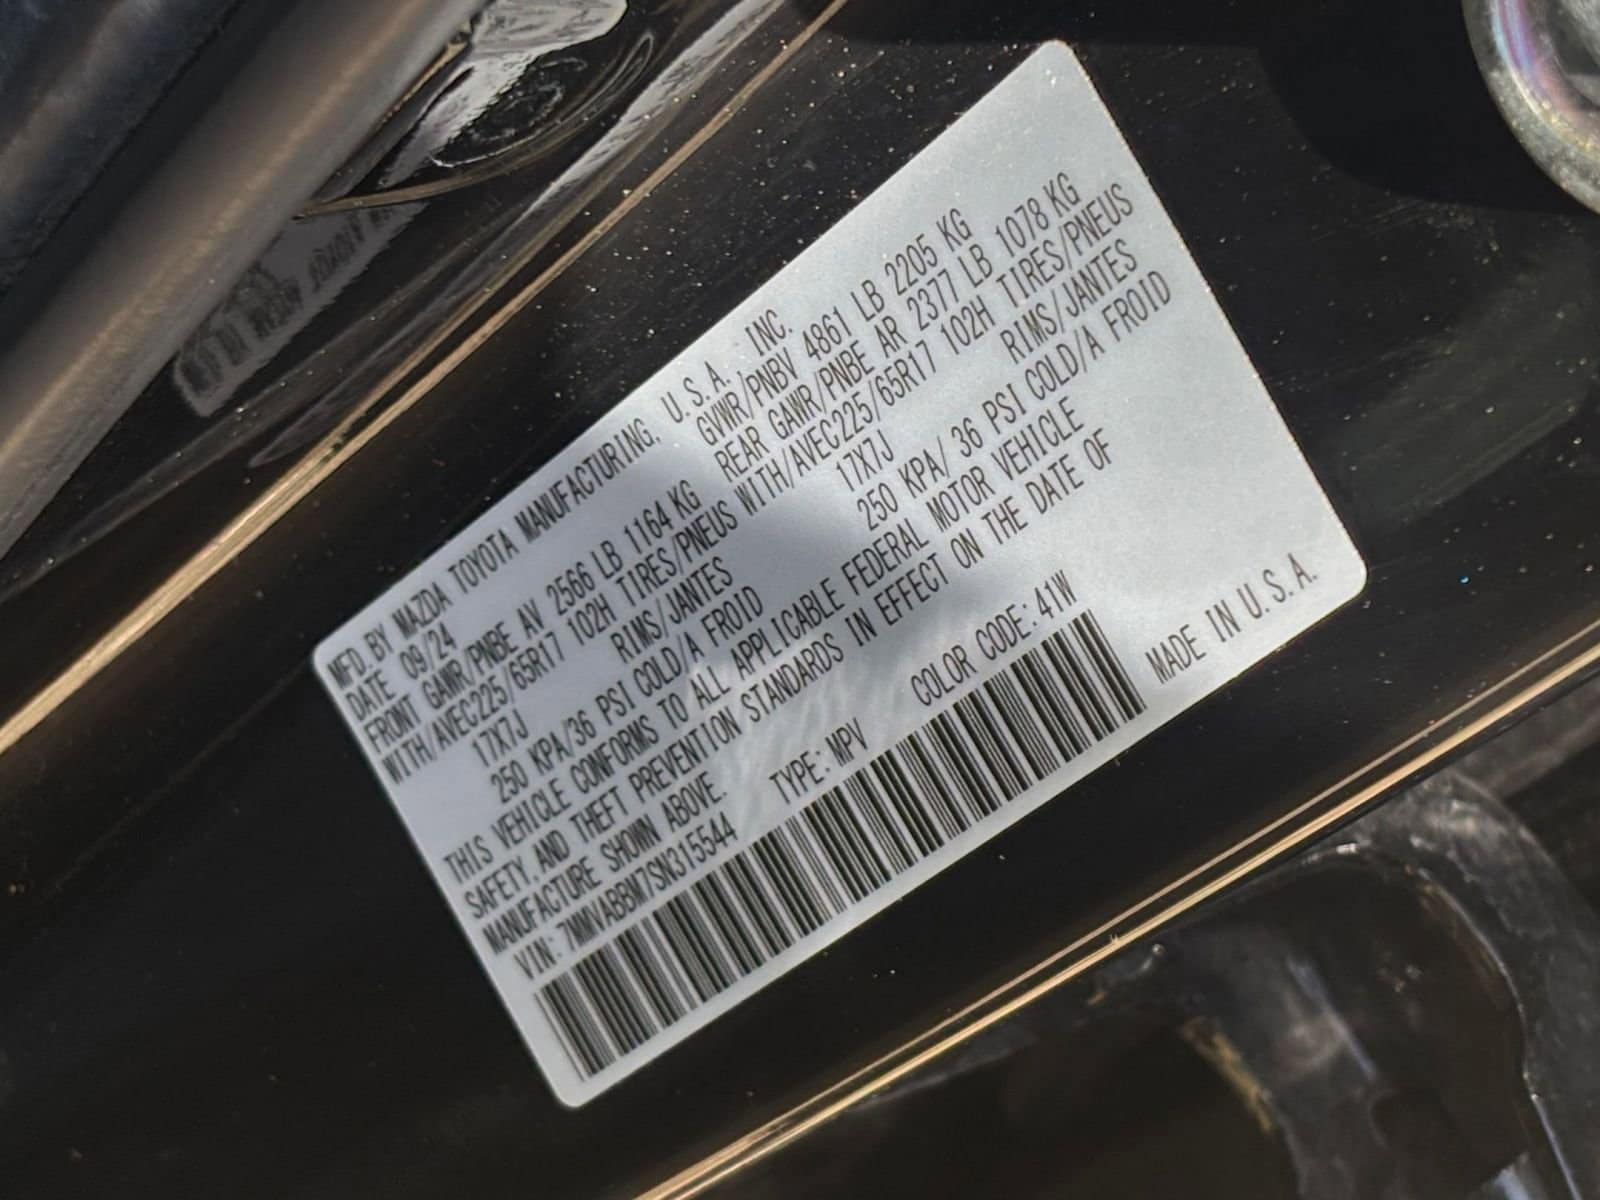 MFD. BY MAZDA TOYOTA MANUFACTURING, U.S.A. INC.
DATE 09/24 GVWR/PNBV 4861 LB 2205 KG
FRONT GAWR/PNBE AV 2566 LB 1164 KG REAR GAWR/PNBE AR 2377 LB 1078 KG
WITH/AVEC225/65R17 102H TIRES/PNEUS WITH/AVEC225/65R17 102H TIRES/PNEUS
17X7J RIMS/JANTES 17X7J RIMS/JANTES
250 KPA/36 PSI COLD/A FROID 250 KPA/ 36 PSI COLD/A FROID
THIS VEHICLE CONFORMS TO ALL APPLICABLE FEDERAL MOTOR VEHICLE
SAFETY, AND THEFT PREVENTION STANDARDS IN EFFECT ON THE DATE OF
MANUFACTURE SHOWN ABOVE.
VIN: 7MMVABBM7SN315544 TYPE: MPV COLOR CODE: 41W
MADE IN U.S.A.